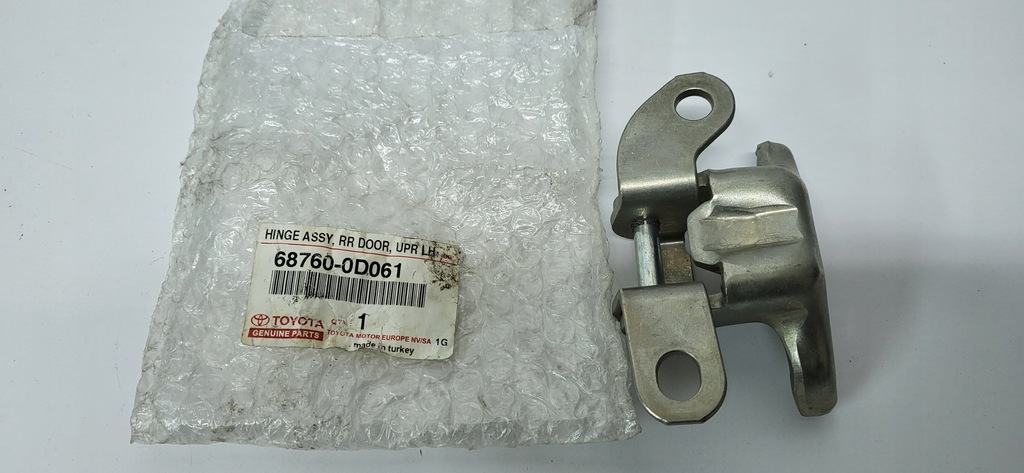 HINGE ASSY, RR DOOR, UPR LH
68760-0D061
TOYOTA QTY 1
GENUINE PARTS TOYOTA MOTOR EUROPE NV/SA 1G
made in turkey